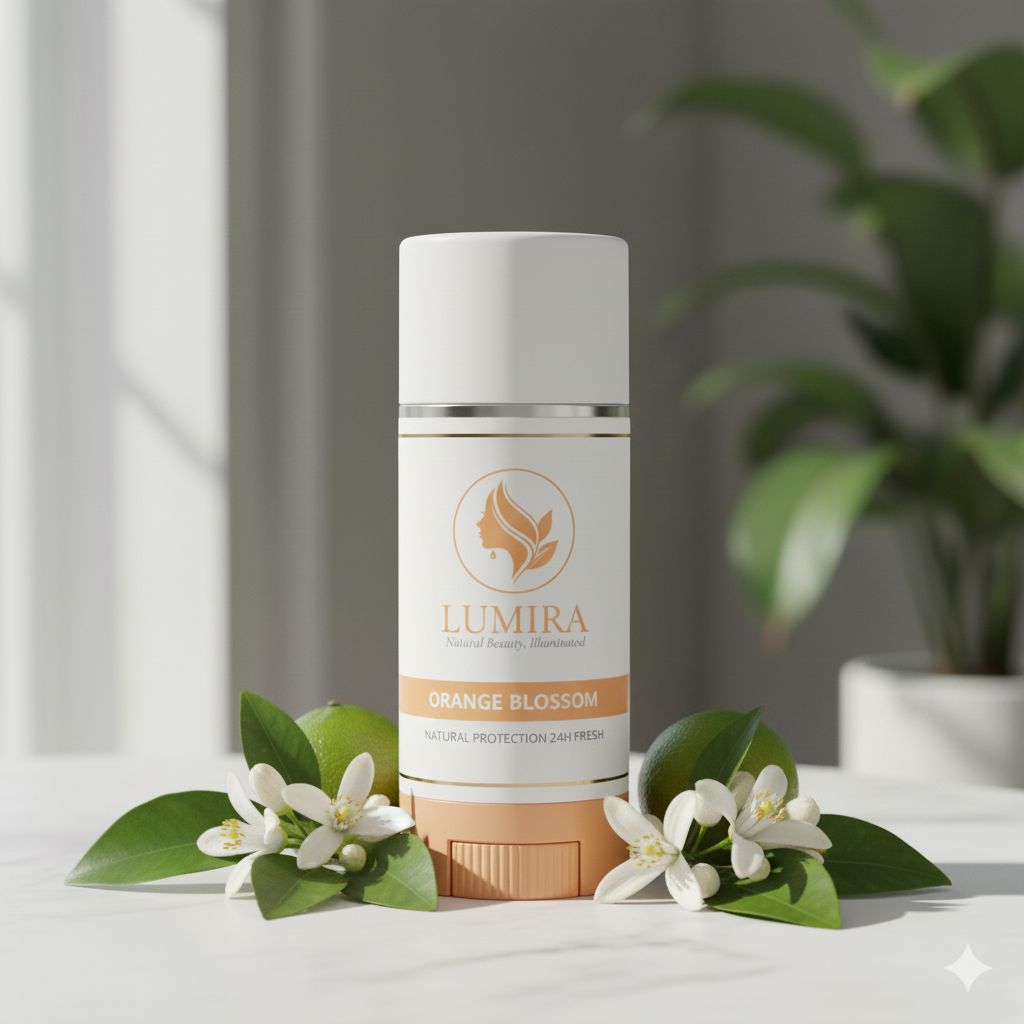 LUMIRA
Natural Beauty, Illuminated
ORANGE BLOSSOM
NATURAL PROTECTION 24H FRESH